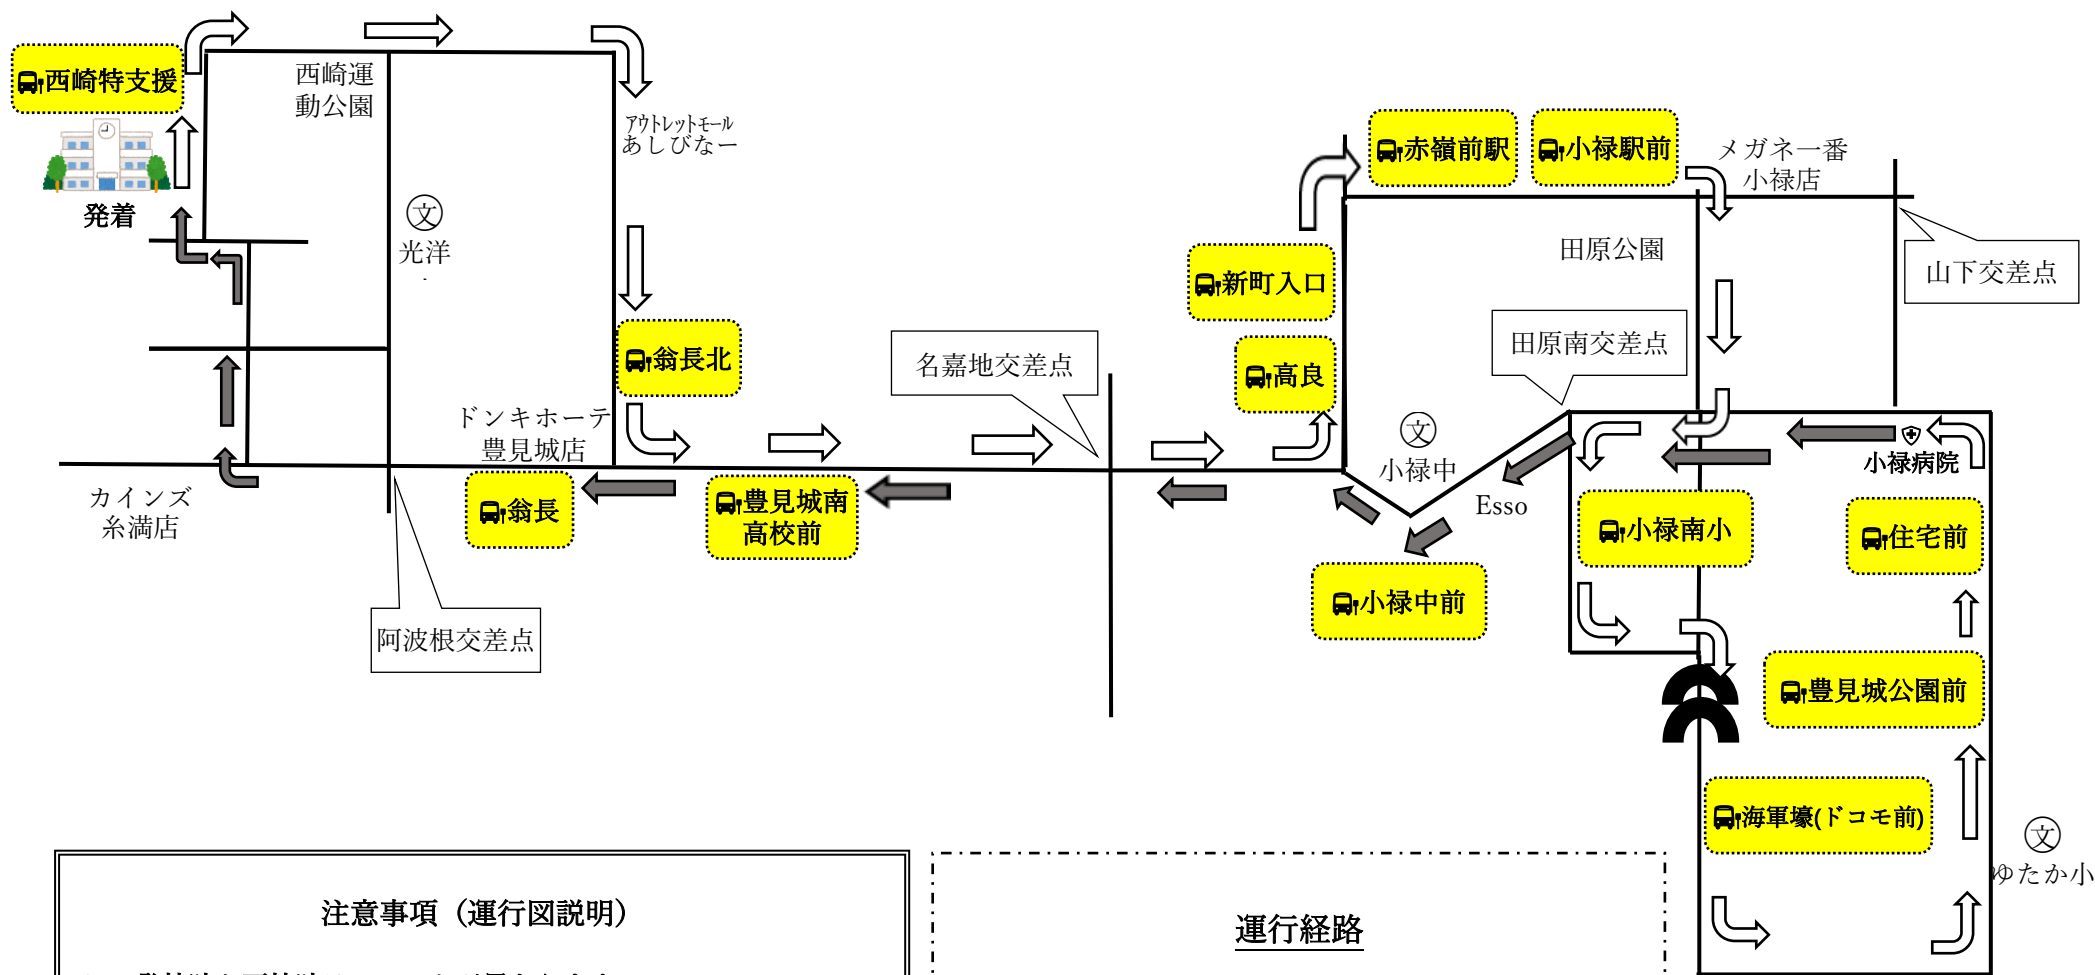 西崎特支援
発着
西崎運
動公園
アウトレットモール
あしびなー
文
光洋
翁長北
ドンキホーテ
豊見城店
カインズ
糸満店
翁長
豊見城南
高校前
阿波根交差点
名嘉地交差点
赤嶺前駅
小禄駅前
メガネ一番
小禄店
新町入口
高良
田原公園
山下交差点
田原南交差点
文
小禄中
Esso
小禄中前
小禄病院
小禄南小
住宅前
豊見城公園前
海軍壕(ドコモ前)
文
ゆたか小
注意事項（運行図説明）
運行経路